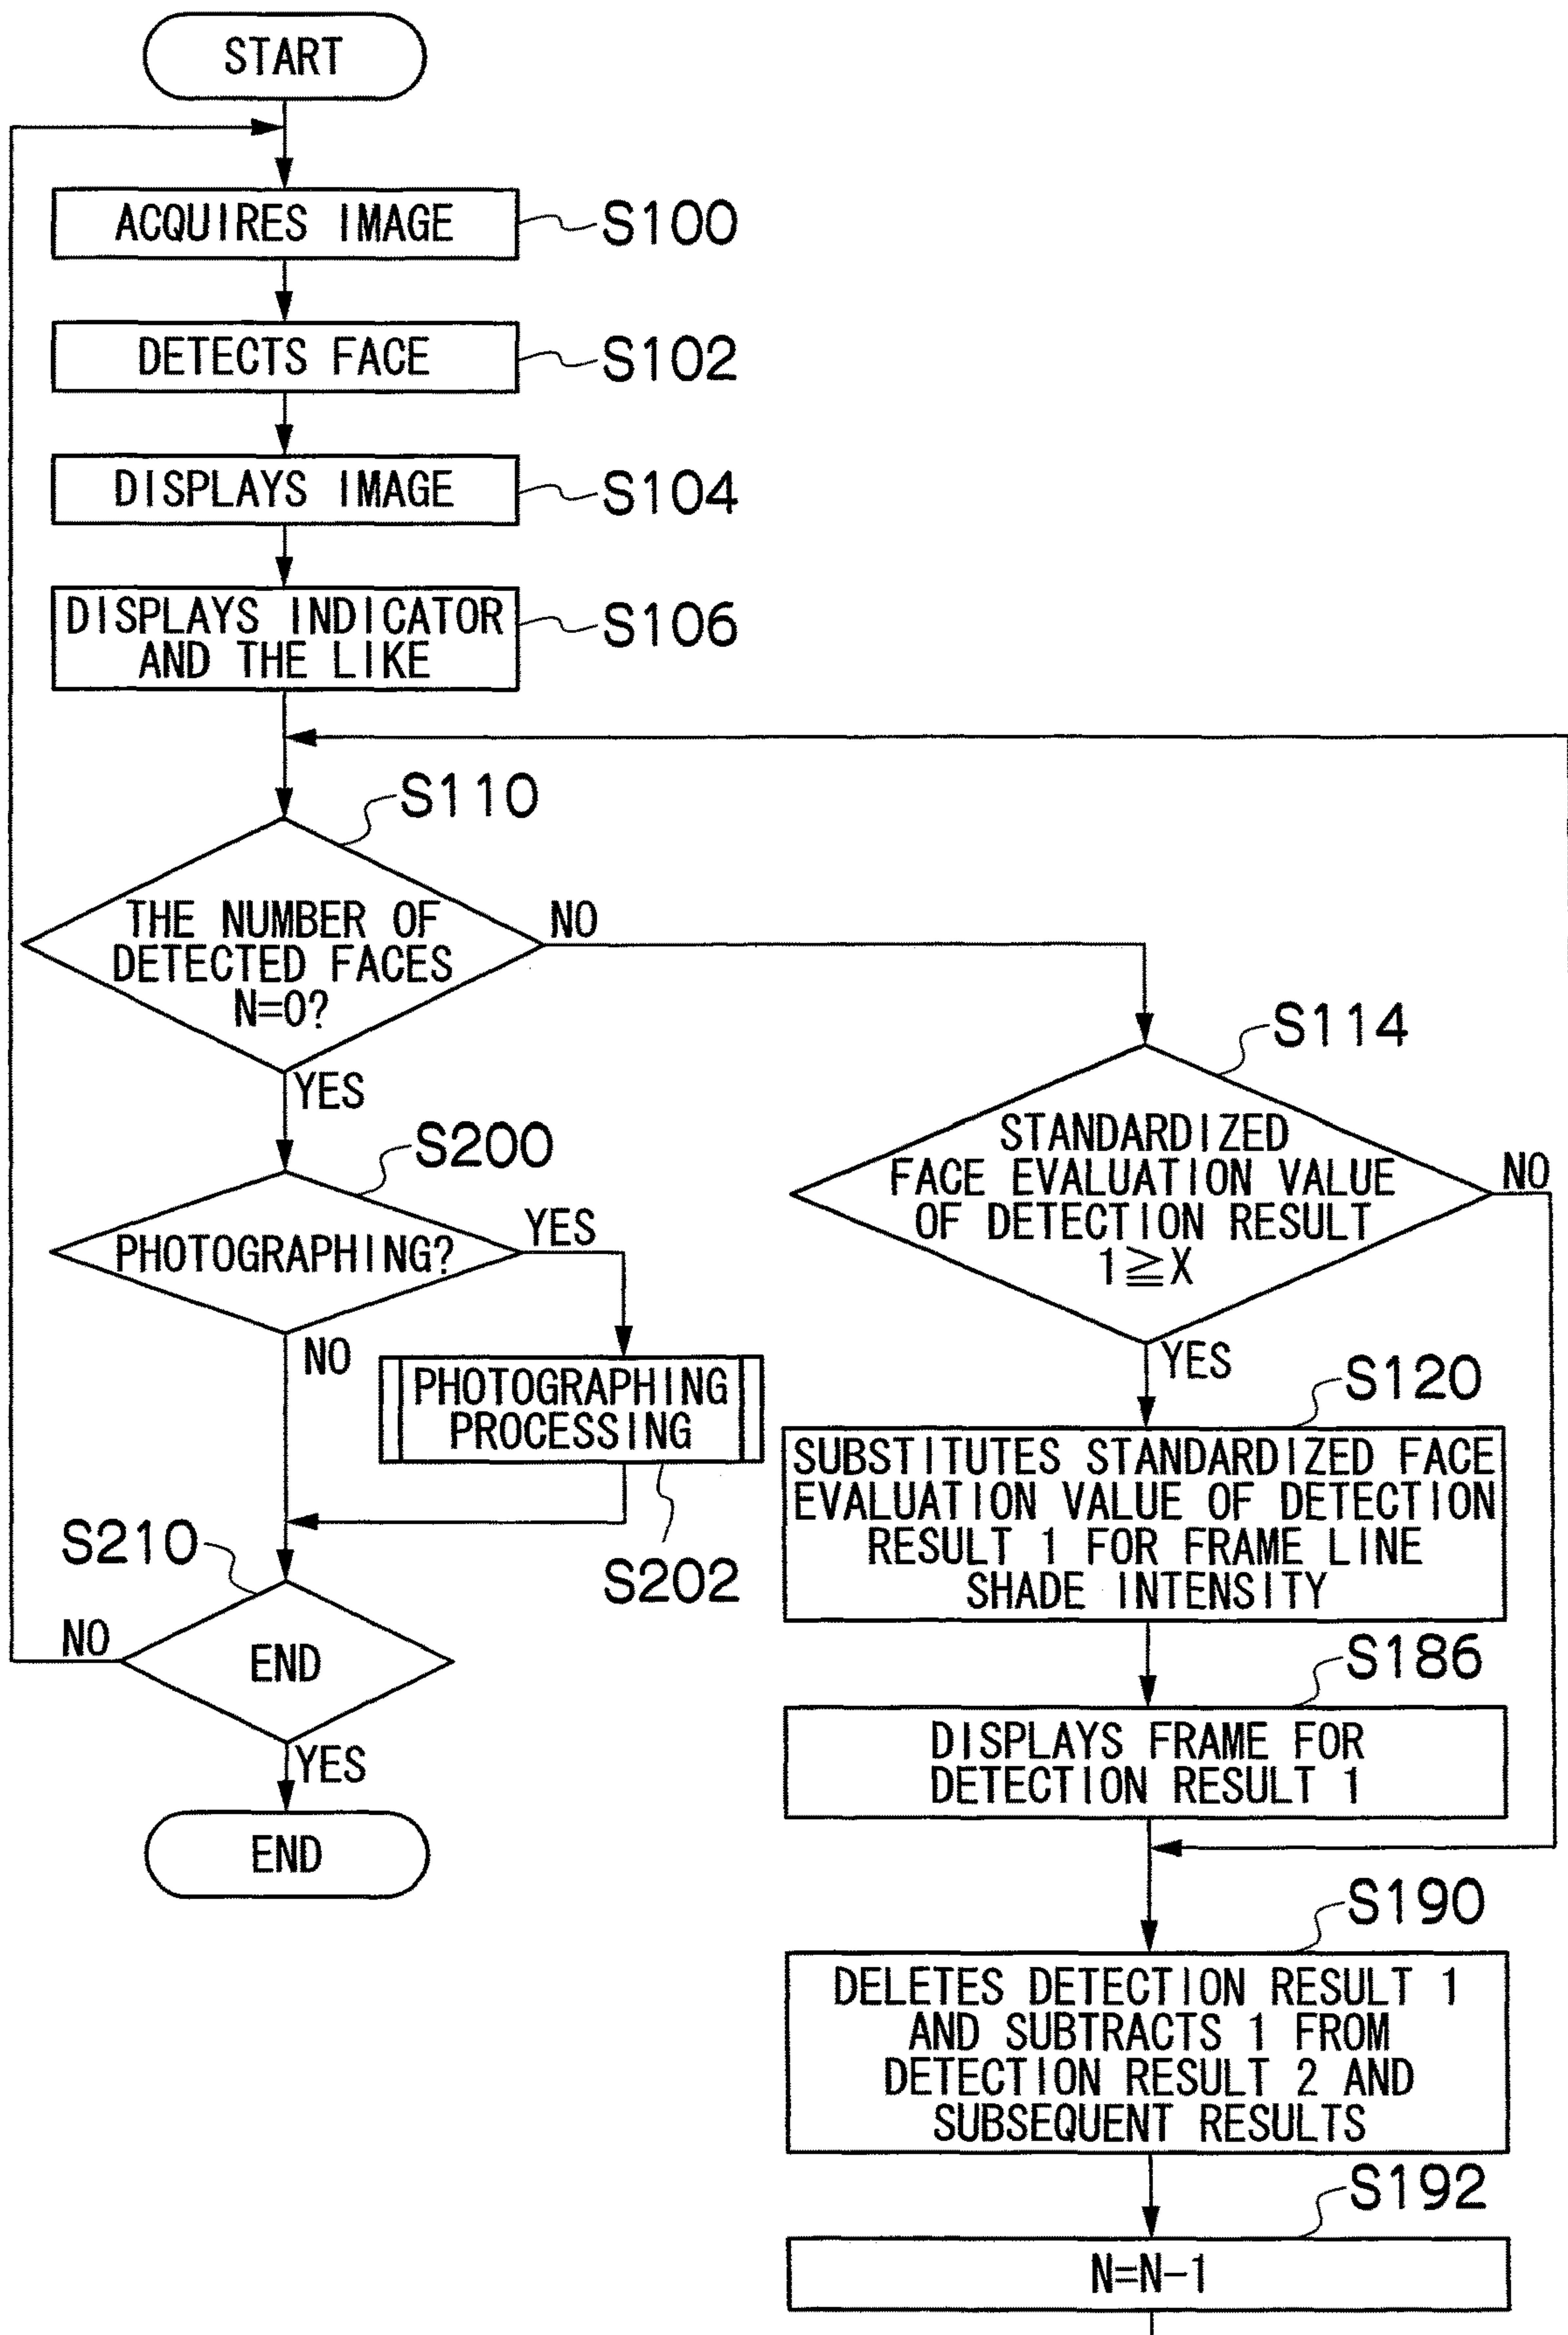 START
ACQUIRES IMAGE
S100
DETECTS FACE
S102
DISPLAYS IMAGE
S104
DISPLAYS INDICATOR
AND THE LIKE
S106
S110
THE NUMBER OF
DETECTED FACES
N=0?
NO
YES
S200
PHOTOGRAPHING?
YES
NO
PHOTOGRAPHING
PROCESSING
S202
S210
END
NO
YES
END
S114
STANDARDIZED
FACE EVALUATION VALUE
OF DETECTION RESULT
1≧X
NO
YES
S120
SUBSTITUTES STANDARDIZED FACE
EVALUATION VALUE OF DETECTION
RESULT 1 FOR FRAME LINE
SHADE INTENSITY
S186
DISPLAYS FRAME FOR
DETECTION RESULT 1
S190
DELETES DETECTION RESULT 1
AND SUBTRACTS 1 FROM
DETECTION RESULT 2 AND
SUBSEQUENT RESULTS
S192
N=N-1